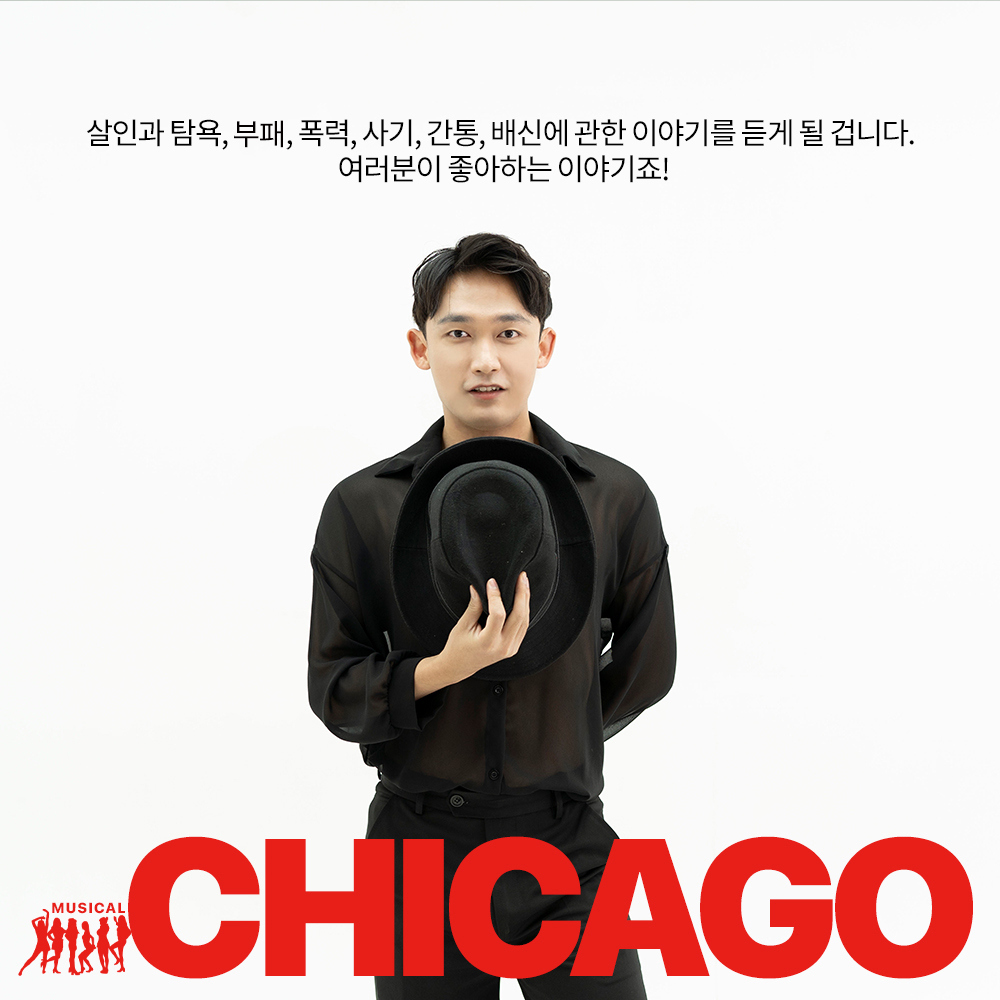 살인과 탐욕, 부패, 폭력, 사기, 간통, 배신에 관한 이야기를 듣게 될 겁니다.
여러분이 좋아하는 이야기죠!
MUSICAL
CHICAGO